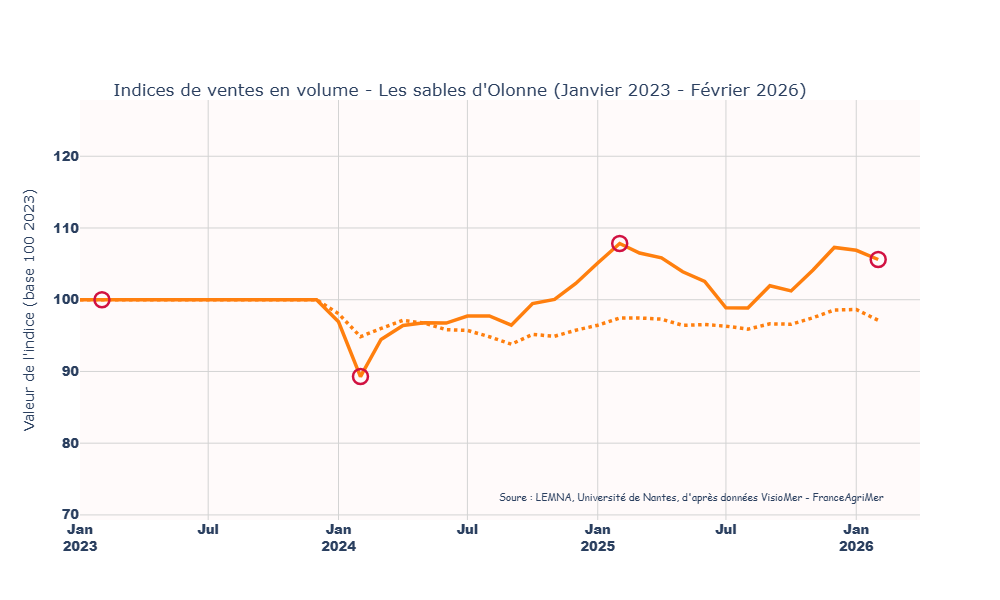 Indices de ventes en volume - Les sables d'Olonne (Janvier 2023 - Février 2026)
Valeur de l'indice (base 100 2023)
120
110
100
90
80
70
Soure : LEMNA, Université de Nantes, d'après données VisioMer - FranceAgriMer
Jan Jul Jan Jul Jan Jul Jan
2023 2024 2025 2026